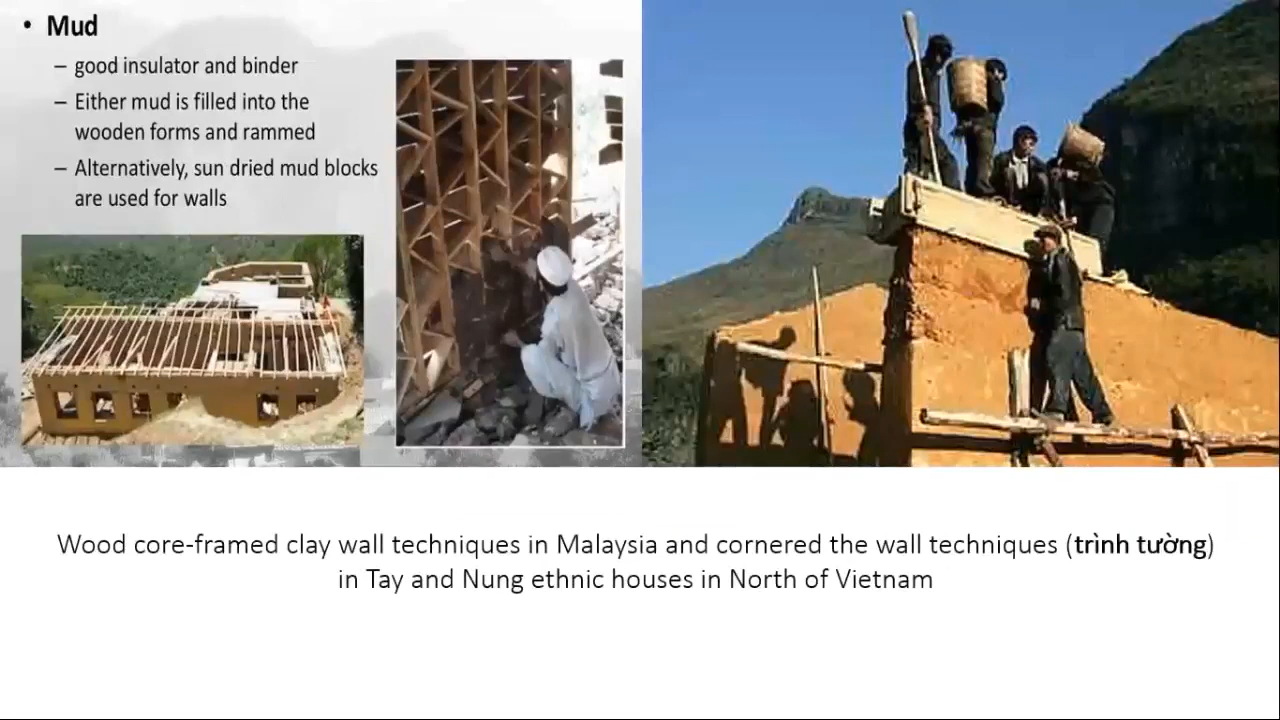 • Mud
– good insulator and binder
– Either mud is filled into the
wooden forms and rammed
– Alternatively, sun dried mud blocks
are used for walls
Wood core-framed clay wall techniques in Malaysia and cornered the wall techniques (trình tường)
in Tay and Nung ethnic houses in North of Vietnam